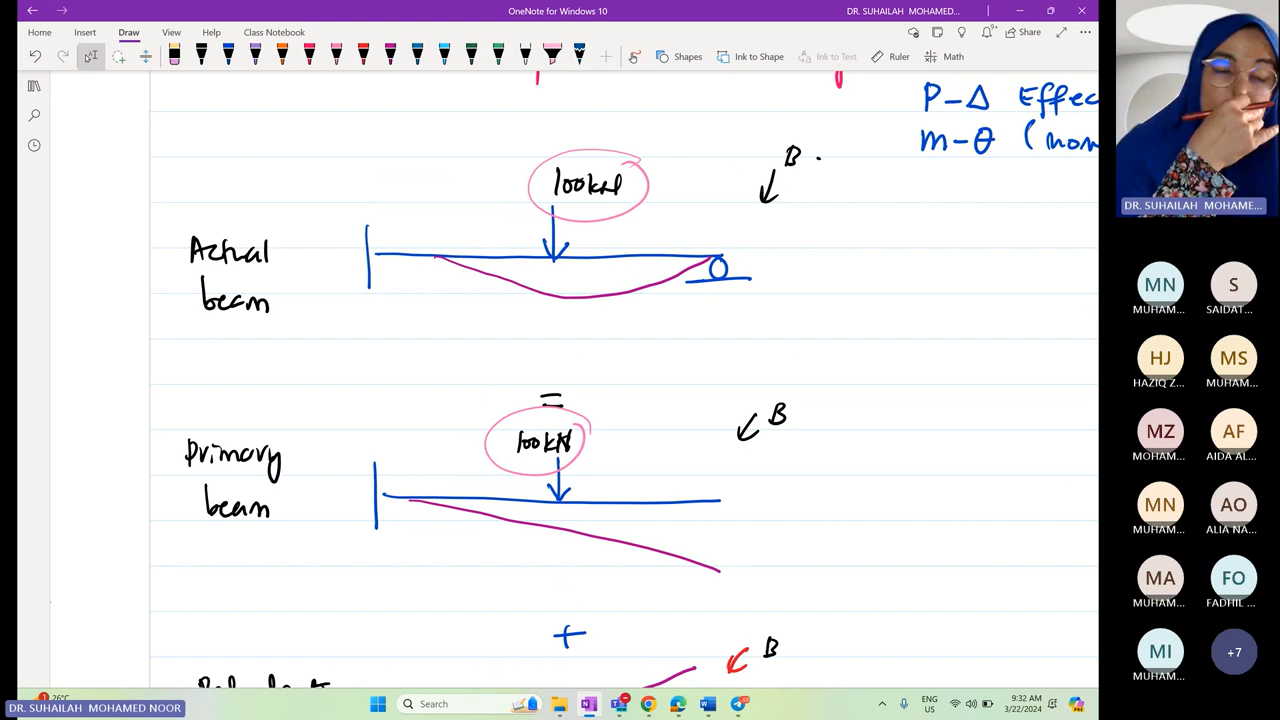 OneNote for Windows 10
DR. SUHAILAH MOHAMED...
Home
Insert
Draw
View
Help
Class Notebook
Share
Shapes
Ink to Shape
Ink to Text
Ruler
Math
P-Δ Effec
m-θ (mom
B.
100kN
Actual
beam
=
100kN
B
Primary
beam
+
B
DR. SUHAILAH MOHAME...
MN
MUHAM...
S
SAIDAT...
HJ
HAZIQ Z...
MS
MUHAM...
MZ
MOHAM...
AF
AIDA AL...
MN
MUHAM...
AO
ALIA NA...
MA
MUHAM...
FO
FADHIL ...
MI
MUHAM...
+7
26°C
DR. SUHAILAH MOHAMED NOOR
Search
ENG
US
9:32 AM
3/22/2024